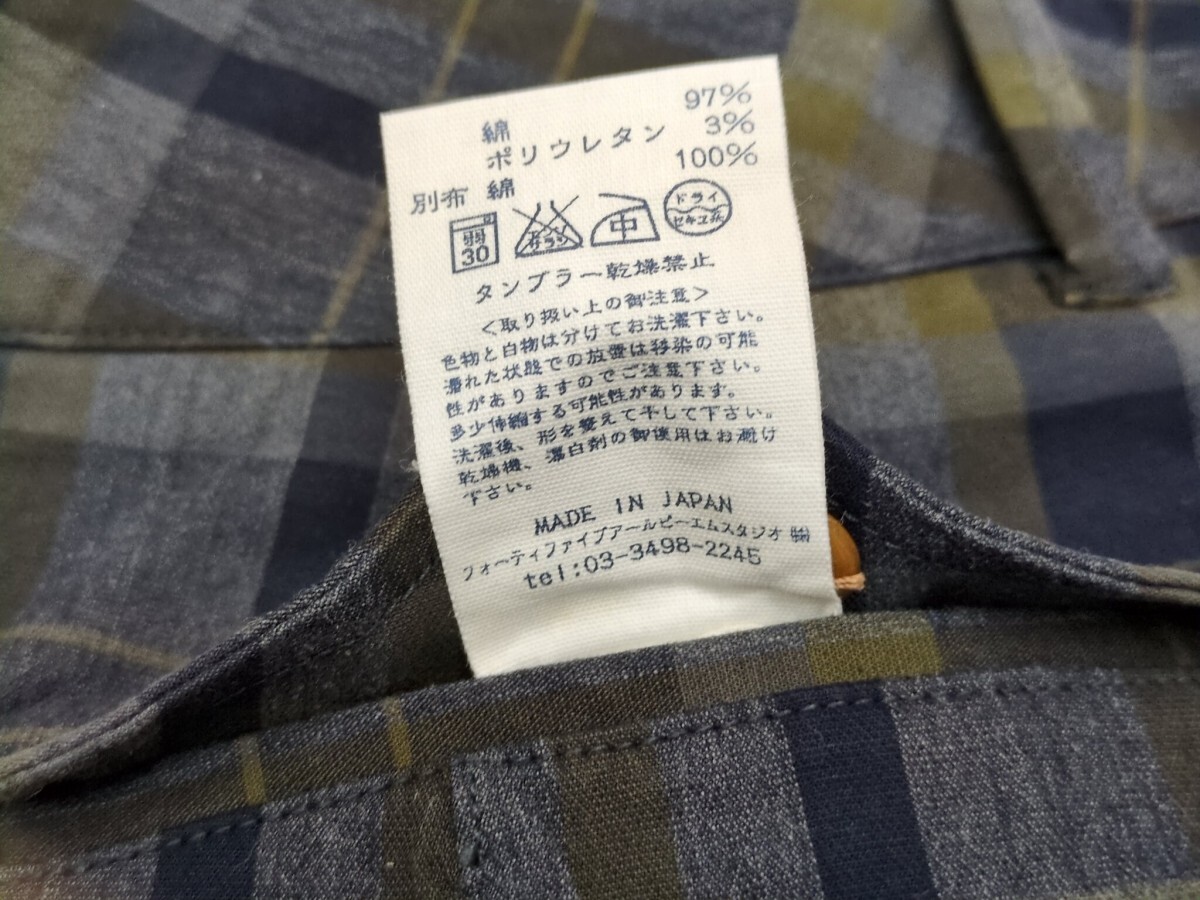 綿 97%
ポリウレタン 3%
別布 綿 100%
弱 30 エンソサラシ 中 ドライ セキユ系
タンブラー乾燥禁止
＜取り扱い上の御注意＞
色物と白物は分けてお洗濯下さい。
濡れた状態での放置は移染の可能
性がありますのでご注意下さい。
多少伸縮する可能性があります。
洗濯後、形を整えて干して下さい。
乾燥機、漂白剤の御使用はお避け
下さい。
MADE IN JAPAN
フォーティファイブアールピーエムスタジオ ㈱
tel:03-3498-2245